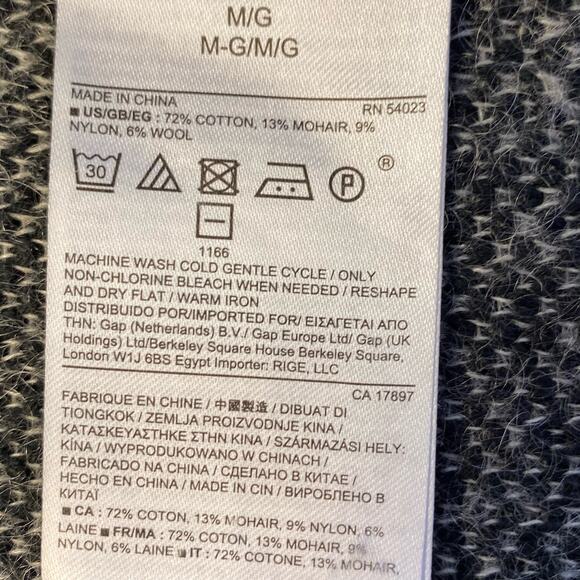 M/G
M-G/M/G
MADE IN CHINA RN 54023
■ US/GB/EG : 72% COTTON, 13% MOHAIR, 9%
NYLON, 6% WOOL
30 P ®
1166
MACHINE WASH COLD GENTLE CYCLE / ONLY
NON-CHLORINE BLEACH WHEN NEEDED / RESHAPE
AND DRY FLAT / WARM IRON
DISTRIBUIDO POR/IMPORTED FOR/ ΕΙΣΑΓΕΤΑΙ ΑΠΟ
ΤΗΝ: Gap (Netherlands) B.V./ Gap Europe Ltd/ Gap (UK
Holdings) Ltd/Berkeley Square House Berkeley Square,
London W1J 6BS Egypt Importer: RIGE, LLC
CA 17897
FABRIQUE EN CHINE / 中國製造 / DIBUAT DI
TIONGKOK / ZEMLJA PROIZVODNJE KINA /
ΚΑΤΑΣΚΕΥΑΣΤΗΚΕ ΣΤΗΝ ΚΙΝΑ / SZÁRMAZÁSI HELY:
KÍNA / WYPRODUKOWANO W CHINACH /
FABRICADO NA CHINA / СДЕЛАНО В КИТАЕ /
HECHO EN CHINA / MADE IN CIN / ВИРОБЛЕНО В
КИТАЇ
■ CA : 72% COTON, 13% MOHAIR, 9% NYLON, 6%
LAINE ■ FR/MA : 72% COTON, 13% MOHAIR, 9%
NYLON, 6% LAINE ■ IT : 72% COTONE, 13% MOHAIR,